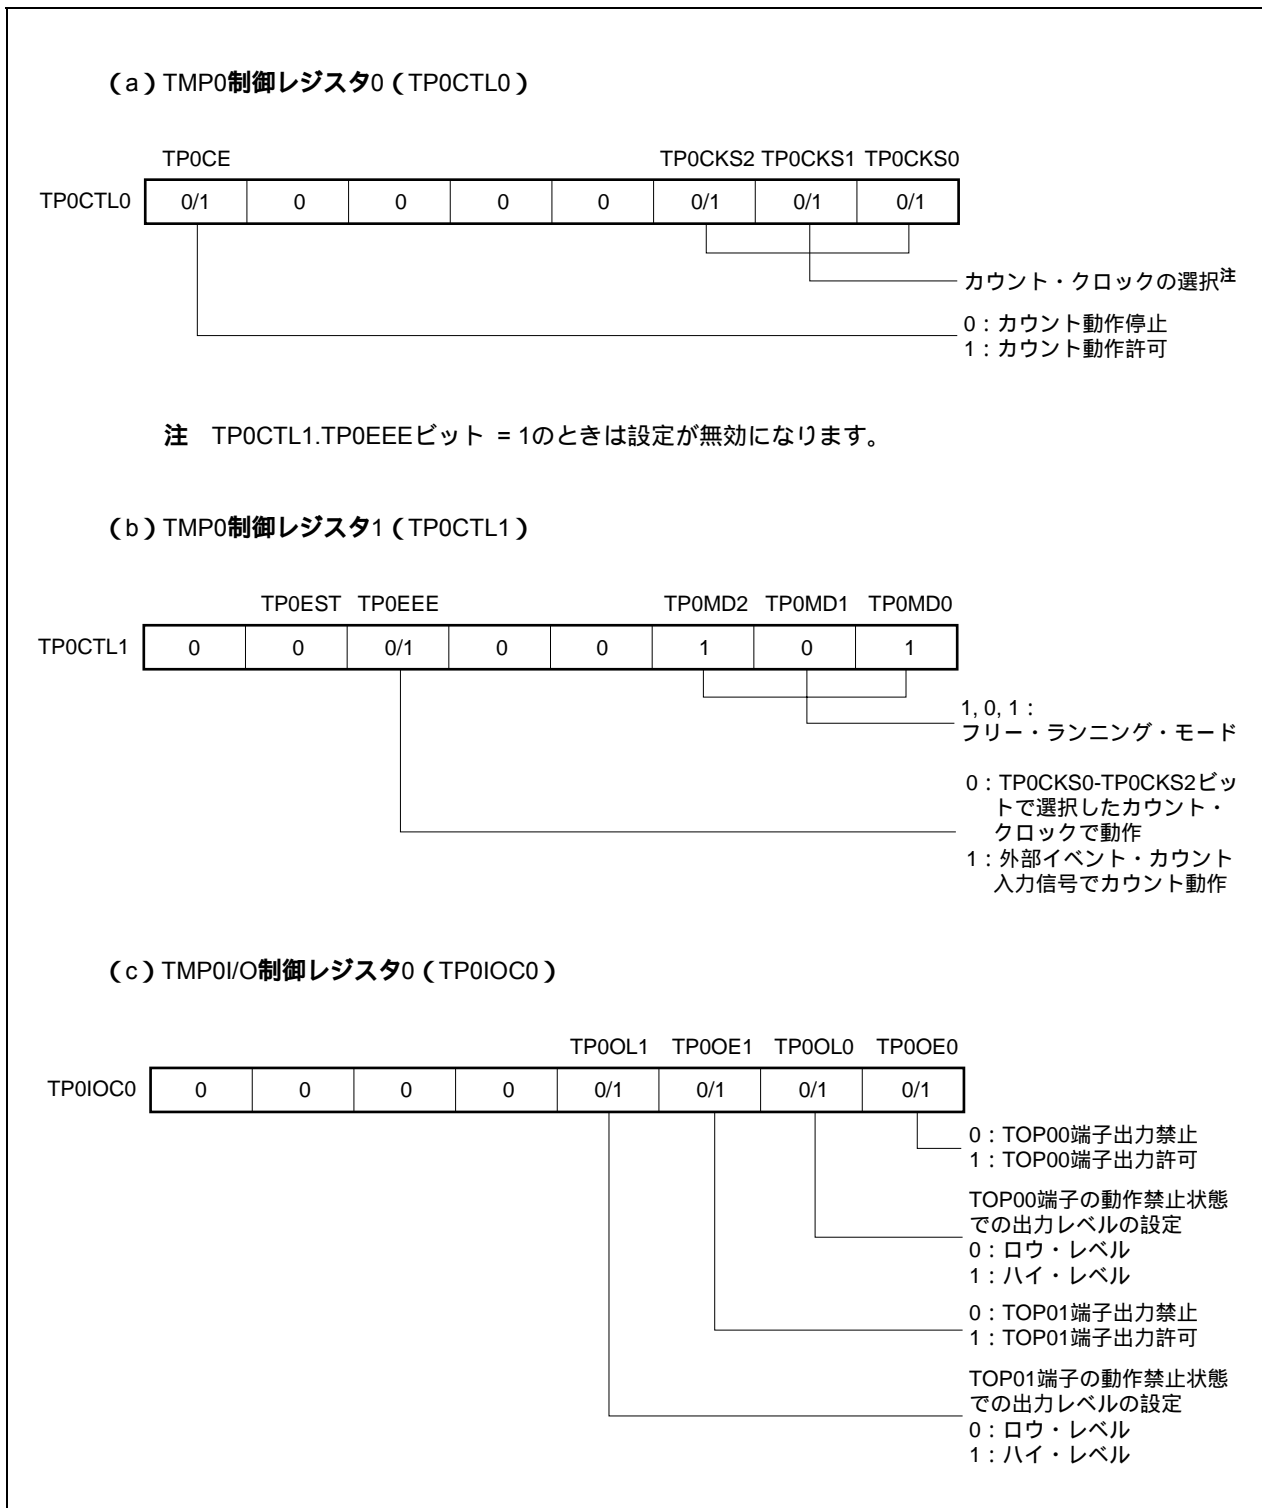 （a）TMP0制御レジスタ0（TP0CTL0）
TP0CE TP0CKS2 TP0CKS1 TP0CKS0
TP0CTL0 0/1 0 0 0 0 0/1 0/1 0/1
カウント・クロックの選択注
0：カウント動作停止
1：カウント動作許可
注 TP0CTL1.TP0EEEビット = 1のときは設定が無効になります。
（b）TMP0制御レジスタ1（TP0CTL1）
TP0EST TP0EEE TP0MD2 TP0MD1 TP0MD0
TP0CTL1 0 0 0/1 0 0 1 0 1
1, 0, 1：
フリー・ランニング・モード
0：TP0CKS0-TP0CKS2ビッ
トで選択したカウント・
クロックで動作
1：外部イベント・カウント
入力信号でカウント動作
（c）TMP0I/O制御レジスタ0（TP0IOC0）
TP0OL1 TP0OE1 TP0OL0 TP0OE0
TP0IOC0 0 0 0 0 0/1 0/1 0/1 0/1
0：TOP00端子出力禁止
1：TOP00端子出力許可
TOP00端子の動作禁止状態
での出力レベルの設定
0：ロウ・レベル
1：ハイ・レベル
0：TOP01端子出力禁止
1：TOP01端子出力許可
TOP01端子の動作禁止状態
での出力レベルの設定
0：ロウ・レベル
1：ハイ・レベル